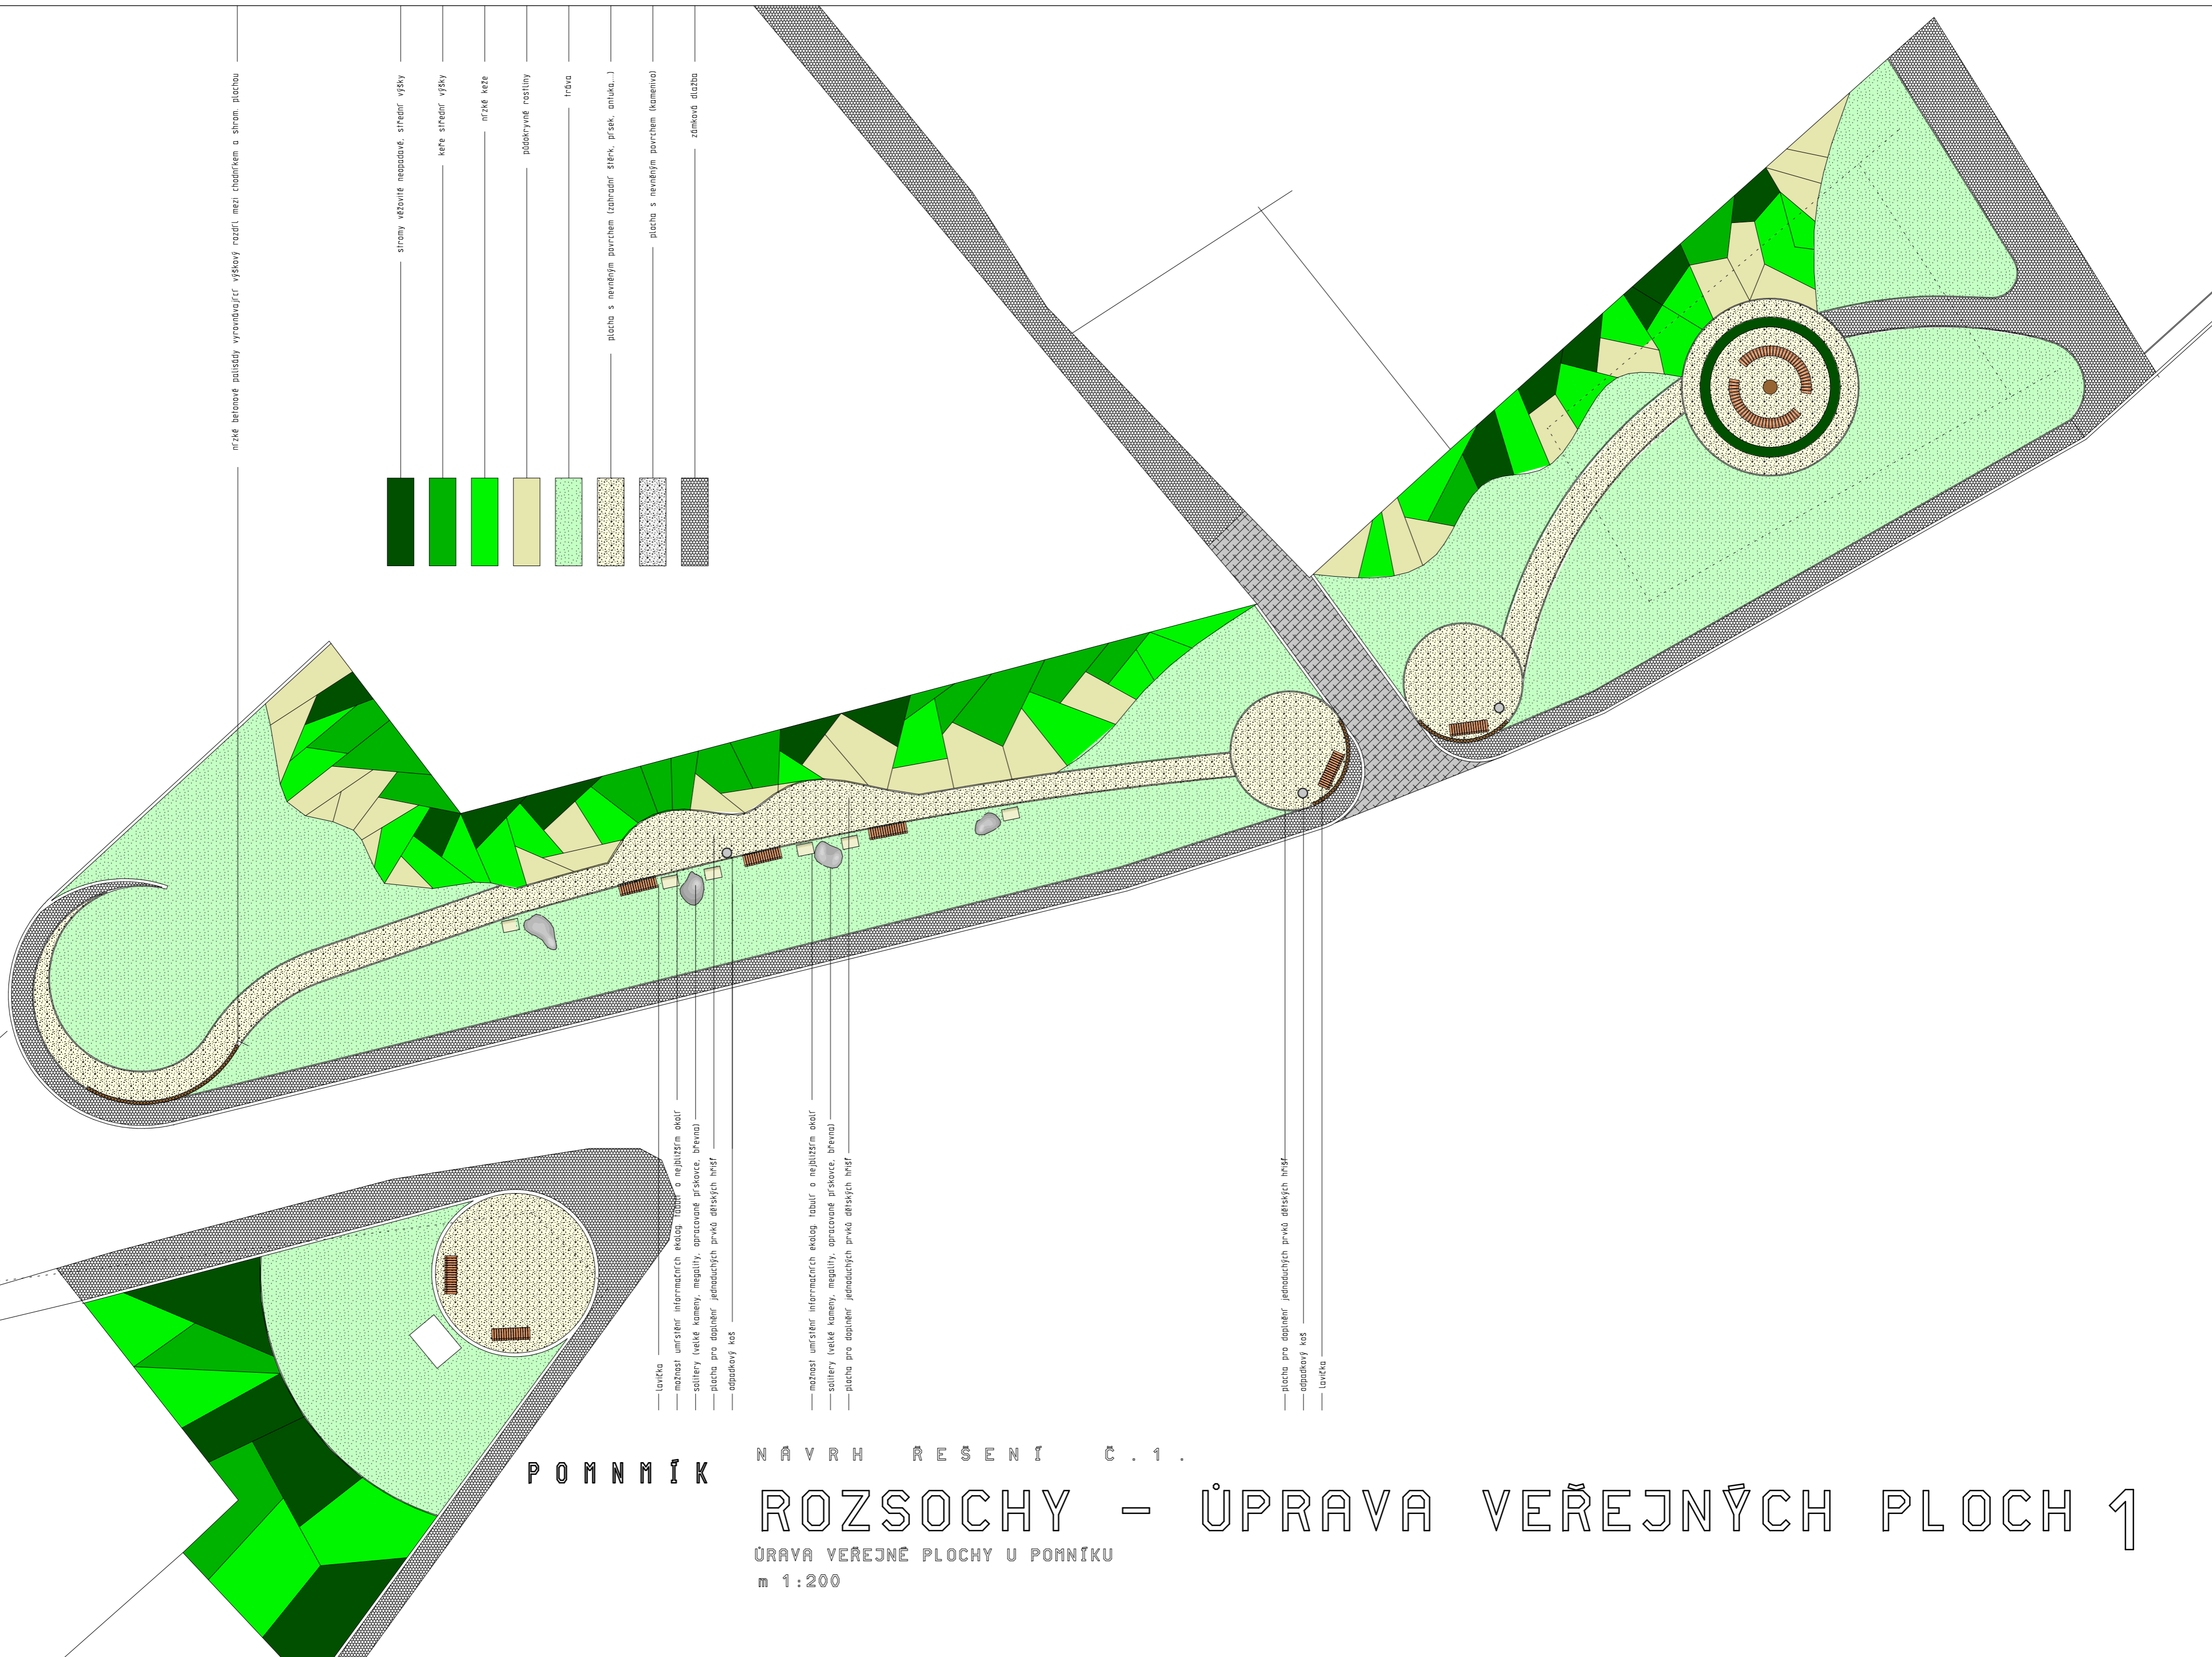 nízké betonové palisády vyrovnávající výškový rozdíl mezi chodníkem a shrom. plochou
stromy věžovité neopadavé, střední výšky
keře střední výšky
nízké keže
půdokryvné rostliny
tráva
plocha s nevněným povrchem (zahradní štěrk, písek, antuka,...)
plocha s nevněným povrchem (kameniva)
zámková dlažba
lavička
možnost umístění informačních ekolog. tabulí o nejbližším okolí
solitery (velké kameny, megality, opracované pískovce, břevna)
plocha pro doplnění jednoduchých prvků dětských hřišť
odpadkový koš
možnost umístění informačních ekolog. tabulí o nejbližším okolí
solitery (velké kameny, megality, opracované pískovce, břevna)
plocha pro doplnění jednoduchých prvků dětských hřišť
plocha pro doplnění jednoduchých prvků dětských hřišť
odpadkový koš
lavička
POMNMÍK
NÁVRH ŘEŠENÍ Č.1.
ROZSOCHY – ÚPRAVA VEŘEJNÝCH PLOCH 1
ÚRAVA VEŘEJNÉ PLOCHY U POMNÍKU
m 1:200